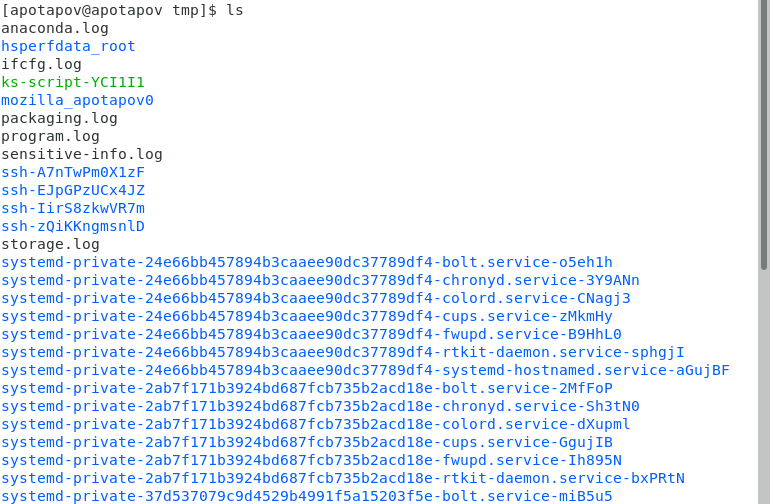 [apotapov@apotapov tmp]$ ls
anaconda.log
hsperfdata_root
ifcfg.log
ks-script-YCI1I1
mozilla_apotapov0
packaging.log
program.log
sensitive-info.log
ssh-A7nTwPm0X1zF
ssh-EJpGPzUCx4JZ
ssh-IirS8zkwVR7m
ssh-zQiKKngmsnlD
storage.log
systemd-private-24e66bb457894b3caaee90dc37789df4-bolt.service-o5eh1h
systemd-private-24e66bb457894b3caaee90dc37789df4-chronyd.service-3Y9ANn
systemd-private-24e66bb457894b3caaee90dc37789df4-colord.service-CNagj3
systemd-private-24e66bb457894b3caaee90dc37789df4-cups.service-zMkmHy
systemd-private-24e66bb457894b3caaee90dc37789df4-fwupd.service-B9HhL0
systemd-private-24e66bb457894b3caaee90dc37789df4-rtkit-daemon.service-sphgjI
systemd-private-24e66bb457894b3caaee90dc37789df4-systemd-hostnamed.service-aGujBF
systemd-private-2ab7f171b3924bd687fcb735b2acd18e-bolt.service-2MfFoP
systemd-private-2ab7f171b3924bd687fcb735b2acd18e-chronyd.service-Sh3tN0
systemd-private-2ab7f171b3924bd687fcb735b2acd18e-colord.service-dXupml
systemd-private-2ab7f171b3924bd687fcb735b2acd18e-cups.service-GgujIB
systemd-private-2ab7f171b3924bd687fcb735b2acd18e-fwupd.service-Ih895N
systemd-private-2ab7f171b3924bd687fcb735b2acd18e-rtkit-daemon.service-bxPRtN
systemd-private-37d537079c9d4529b4991f5a15203f5e-bolt.service-miB5u5